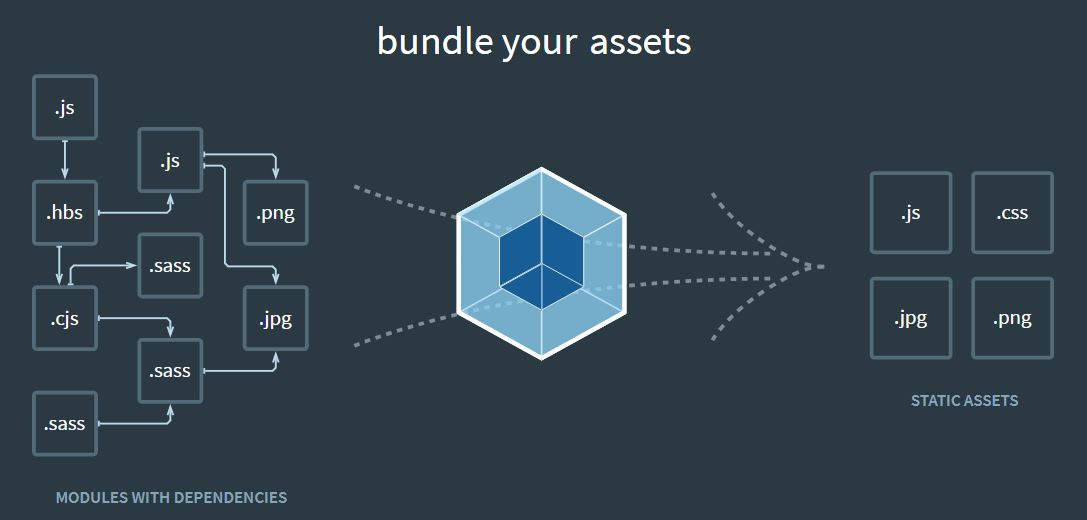 bundle your assets
.js
.js
.hbs
.png
.sass
.cjs
.jpg
.sass
.sass
MODULES WITH DEPENDENCIES
.js
.css
.jpg
.png
STATIC ASSETS